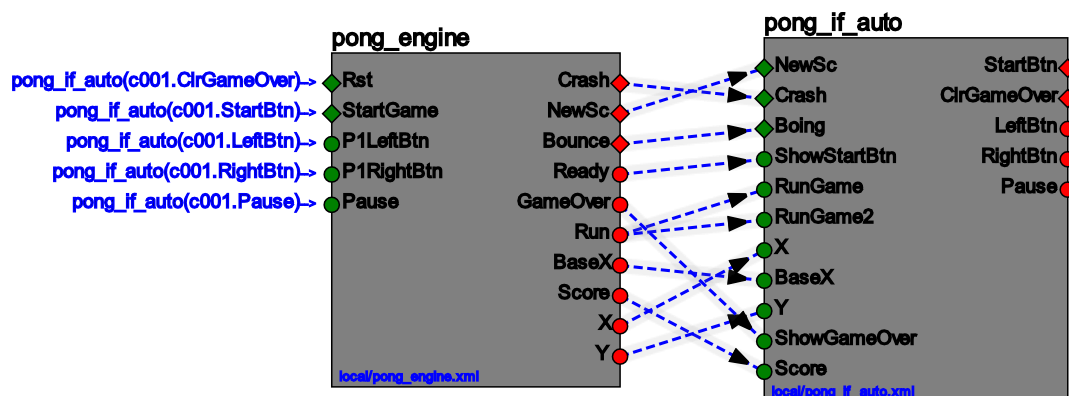 pong_engine
pong_if_auto
pong_if_auto(c001.ClrGameOver)->
pong_if_auto(c001.StartBtn)->
pong_if_auto(c001.LeftBtn)->
pong_if_auto(c001.RightBtn)->
pong_if_auto(c001.Pause)->
Rst
StartGame
P1LeftBtn
P1RightBtn
Pause
Crash
NewSc
Bounce
Ready
GameOver
Run
BaseX
Score
X
Y
local/pong_engine.xml
NewSc
Crash
Boing
ShowStartBtn
RunGame
RunGame2
X
BaseX
Y
ShowGameOver
Score
StartBtn
ClrGameOver
LeftBtn
RightBtn
Pause
local/pong_if_auto.xml